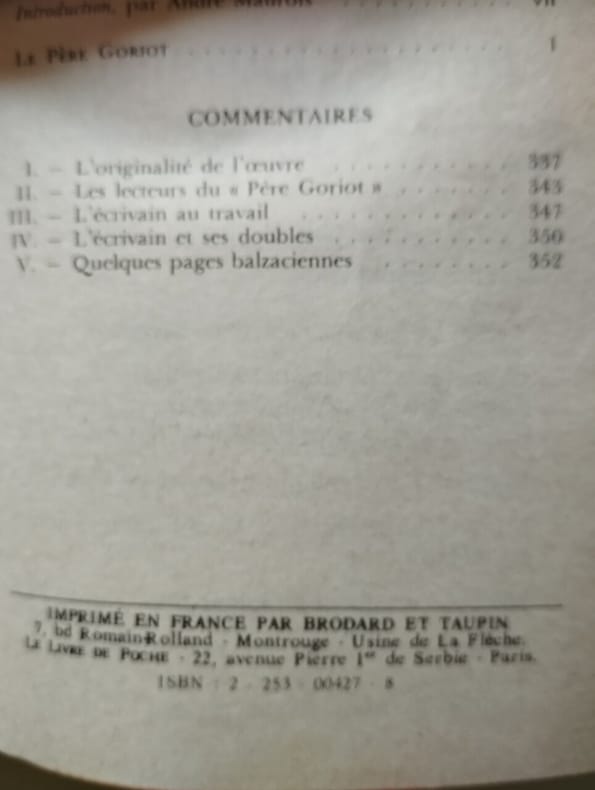 Introduction, par André Maurois . . . . . . . . . . VII
LE PÈRE GORIOT . . . . . . . . . . . . . . . . . . 1
COMMENTAIRES
I. — L'originalité de l'œuvre . . . . . . . . . . . 337
II. — Les lecteurs du « Père Goriot » . . . . . . . 343
III. — L'écrivain au travail . . . . . . . . . . . . 347
IV. — L'écrivain et ses doubles . . . . . . . . . . . 350
V. — Quelques pages balzaciennes . . . . . . . . 352
IMPRIMÉ EN FRANCE PAR BRODARD ET TAUPIN
7, bd Romain-Rolland - Montrouge - Usine de La Flèche.
LE LIVRE DE POCHE - 22, avenue Pierre 1er de Serbie - Paris.
ISBN : 2 - 253 - 00427 - 8